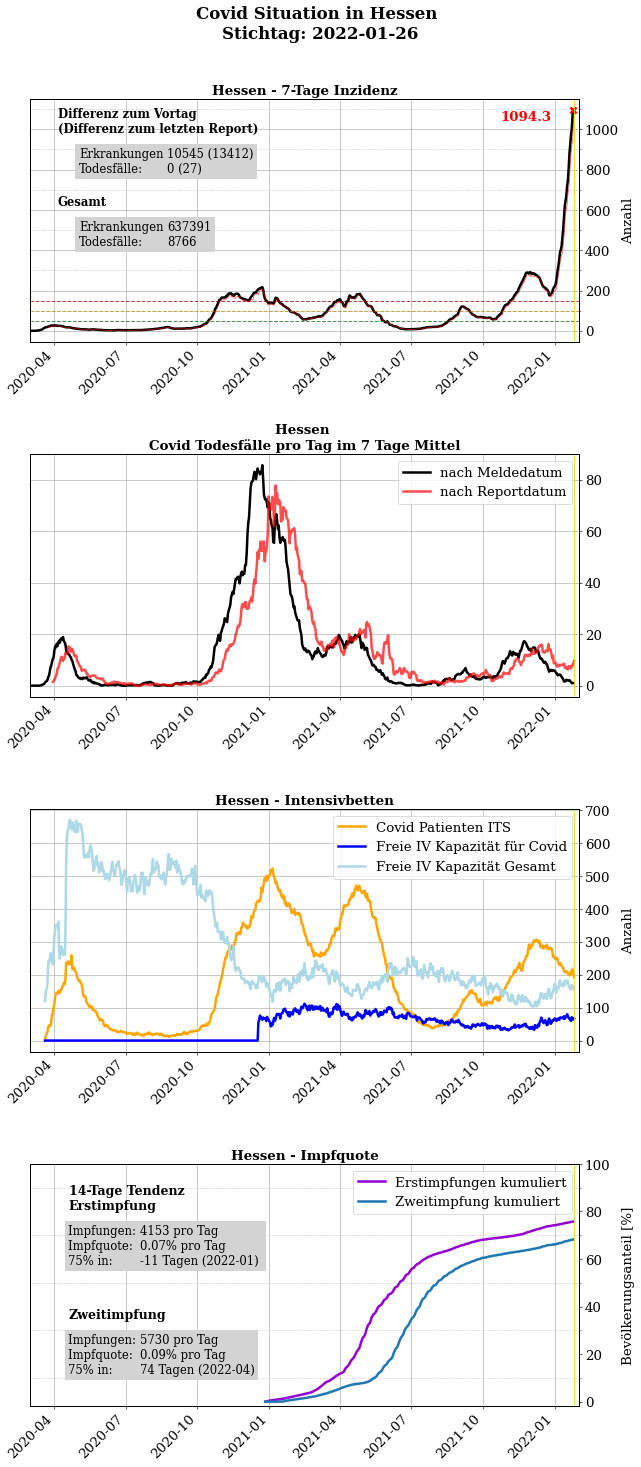 Covid Situation in Hessen
Stichtag: 2022-01-26
Hessen - 7-Tage Inzidenz
Differenz zum Vortag
(Differenz zum letzten Report)
Erkrankungen 10545 (13412)
Todesfälle: 0 (27)
Gesamt
Erkrankungen 637391
Todesfälle: 8766
1094.3
1000
800
600
400
200
0
Anzahl
2020-04
2020-07
2020-10
2021-01
2021-04
2021-07
2021-10
2022-01
Hessen
Covid Todesfälle pro Tag im 7 Tage Mittel
nach Meldedatum
nach Reportdatum
80
60
40
20
0
2020-04
2020-07
2020-10
2021-01
2021-04
2021-07
2021-10
2022-01
Hessen - Intensivbetten
Covid Patienten ITS
Freie IV Kapazität für Covid
Freie IV Kapazität Gesamt
700
600
500
400
300
200
100
0
Anzahl
2020-04
2020-07
2020-10
2021-01
2021-04
2021-07
2021-10
2022-01
Hessen - Impfquote
14-Tage Tendenz
Erstimpfung
Impfungen: 4153 pro Tag
Impfquote: 0.07% pro Tag
75% in: -11 Tagen (2022-01)
Zweitimpfung
Impfungen: 5730 pro Tag
Impfquote: 0.09% pro Tag
75% in: 74 Tagen (2022-04)
Erstimpfungen kumuliert
Zweitimpfung kumuliert
100
80
60
40
20
0
Bevölkerungsanteil [%]
2020-04
2020-07
2020-10
2021-01
2021-04
2021-07
2021-10
2022-01